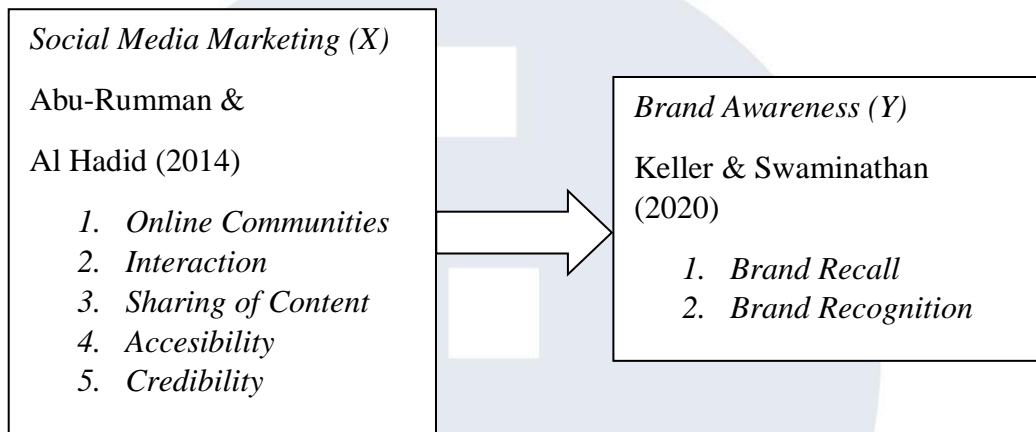 Social Media Marketing (X)
Abu-Rumman &
Al Hadid (2014)
1. Online Communities
2. Interaction
3. Sharing of Content
4. Accesibility
5. Credibility
Brand Awareness (Y)
Keller & Swaminathan
(2020)
1. Brand Recall
2. Brand Recognition